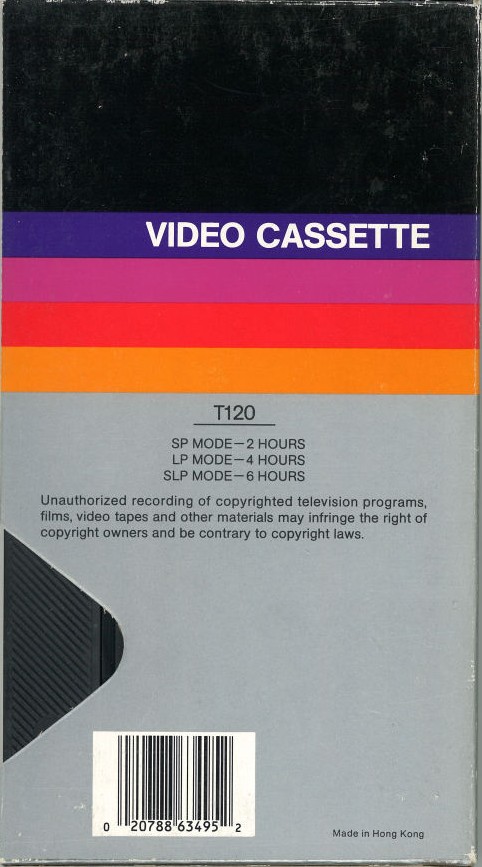 VIDEO CASSETTE
T120
SP MODE—2 HOURS
LP MODE—4 HOURS
SLP MODE—6 HOURS
Unauthorized recording of copyrighted television programs,
films, video tapes and other materials may infringe the right of
copyright owners and be contrary to copyright laws.
0 20788 63495 2
Made in Hong Kong